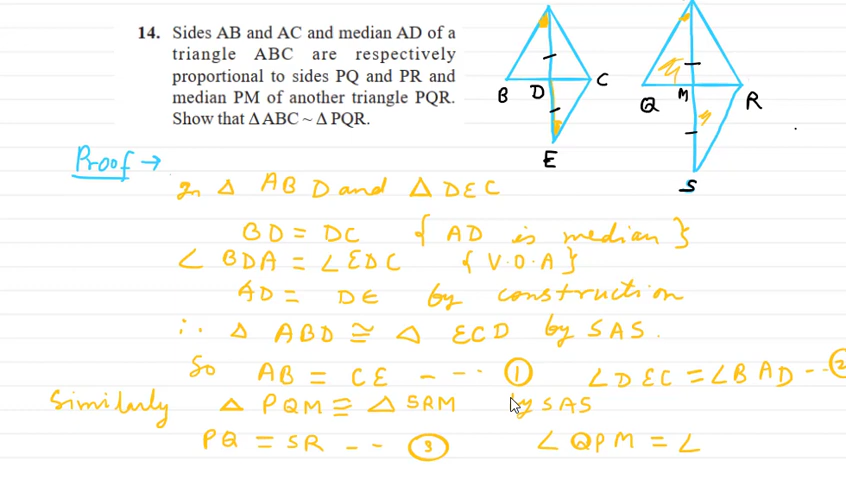 14. Sides AB and AC and median AD of a
triangle ABC are respectively
proportional to sides PQ and PR and
median PM of another triangle PQR.
Show that Δ ABC ~ Δ PQR.
B D C
E
Q M R
S
Proof →
In Δ ABD and Δ DEC
BD = DC { AD is median }
∠ BDA = ∠ EDC { V.O.A }
AD = DE by construction
∴ Δ ABD ≅ Δ ECD by SAS.
So AB = CE - - - ① ∠ DEC = ∠ BAD - - ②
Similarly Δ PQM ≅ Δ SRM by SAS
PQ = SR - - ③ ∠ QPM = ∠